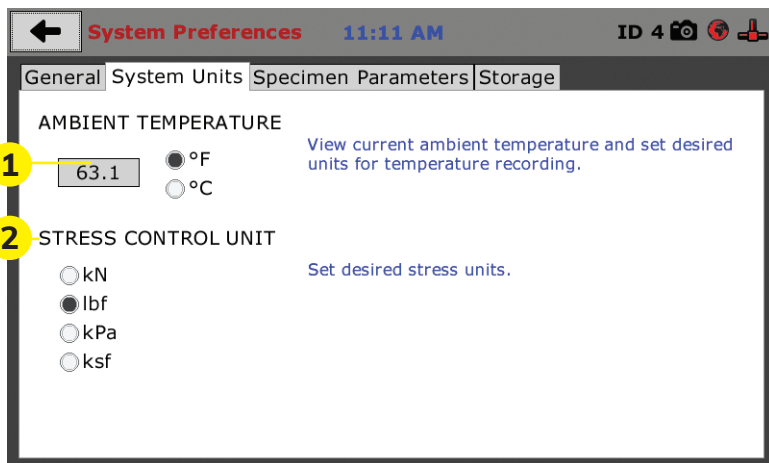 System Preferences 11:11 AM ID 4
General System Units Specimen Parameters Storage
AMBIENT TEMPERATURE
View current ambient temperature and set desired
units for temperature recording.
1
63.1
°F
°C
2
STRESS CONTROL UNIT
Set desired stress units.
kN
lbf
kPa
ksf